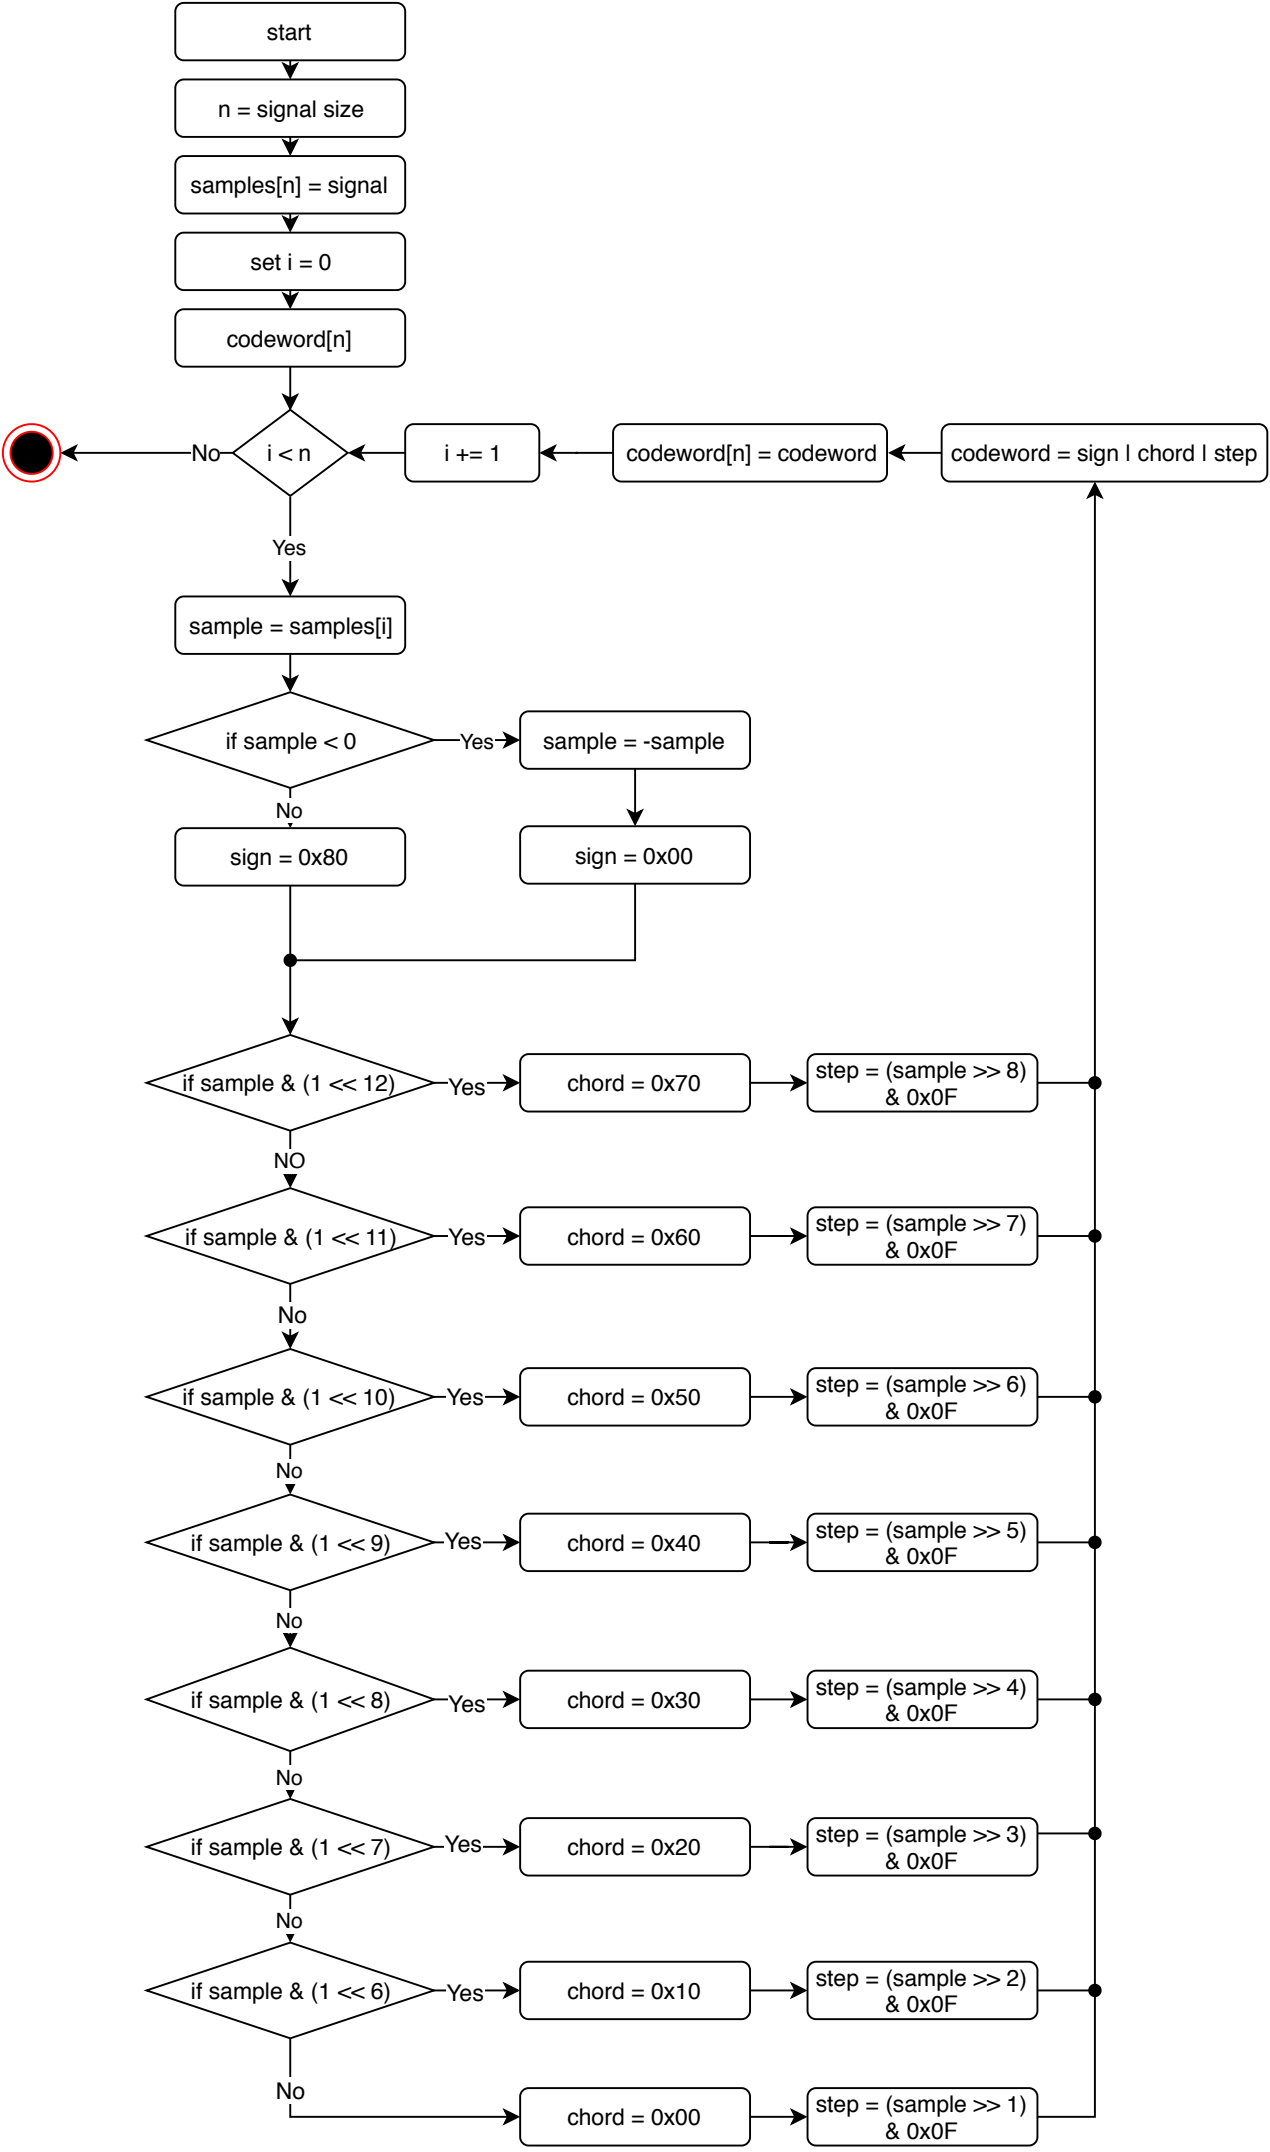 start
n = signal size
samples[n] = signal
set i = 0
codeword[n]
No
i < n
i += 1
codeword[n] = codeword
codeword = sign | chord | step
Yes
sample = samples[i]
if sample < 0
Yes
sample = -sample
No
sign = 0x80
sign = 0x00
if sample & (1 << 12)
Yes
chord = 0x70
step = (sample >> 8)
& 0x0F
NO
if sample & (1 << 11)
Yes
chord = 0x60
step = (sample >> 7)
& 0x0F
No
if sample & (1 << 10)
Yes
chord = 0x50
step = (sample >> 6)
& 0x0F
No
if sample & (1 << 9)
Yes
chord = 0x40
step = (sample >> 5)
& 0x0F
No
if sample & (1 << 8)
Yes
chord = 0x30
step = (sample >> 4)
& 0x0F
No
if sample & (1 << 7)
Yes
chord = 0x20
step = (sample >> 3)
& 0x0F
No
if sample & (1 << 6)
Yes
chord = 0x10
step = (sample >> 2)
& 0x0F
No
chord = 0x00
step = (sample >> 1)
& 0x0F